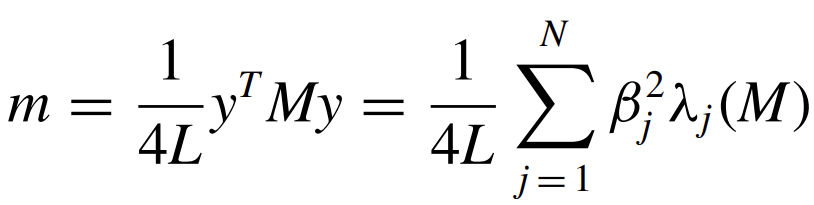 m = \frac{1}{4L} y^T M y = \frac{1}{4L} \sum_{j=1}^{N} \beta_j^2 \lambda_j(M)